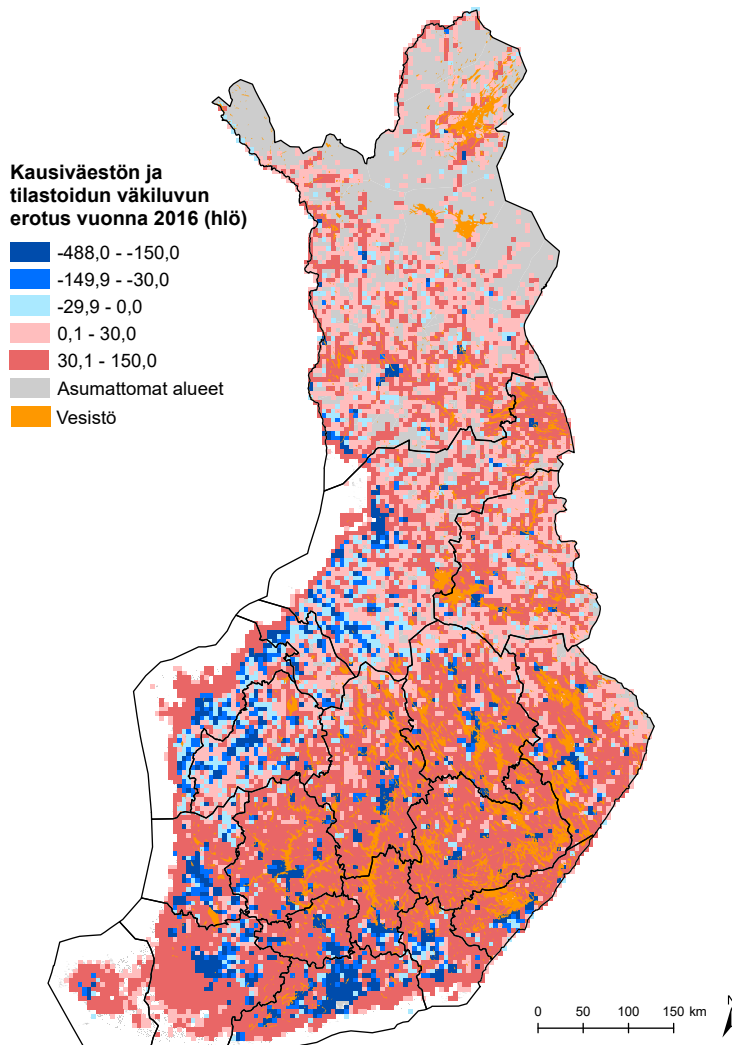 Kausiväestön ja
tilastoidun väkiluvun
erotus vuonna 2016 (hlö)
-488,0 - -150,0
-149,9 - -30,0
-29,9 - 0,0
0,1 - 30,0
30,1 - 150,0
Asumattomat alueet
Vesistö
N
0 50 100 150 km